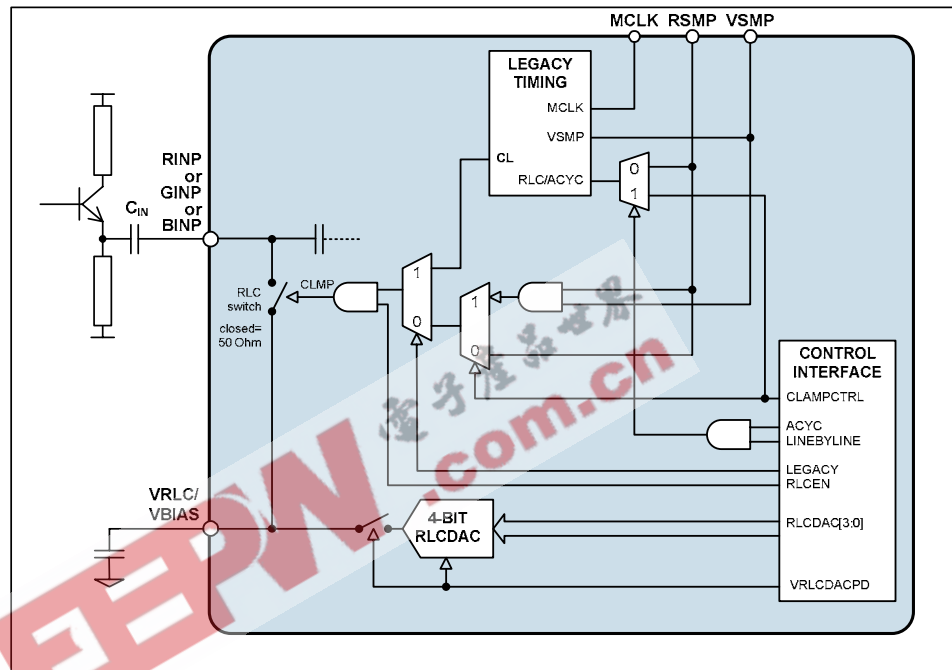 MCLK RSMP VSMP
LEGACY
TIMING
MCLK
VSMP
CL
RLC/ACYC
0
1
RINP
or
GINP
or
BINP
CIN
RLC
switch
closed=
50 Ohm
CLMP
1
0
1
0
CONTROL
INTERFACE
CLAMPCTRL
ACYC
LINEBYLINE
LEGACY
RLCEN
RLCDAC[3:0]
VRLCDACPD
VRLC/
VBIAS
4-BIT
RLCDAC
EEPW.com.cn
電子產品世界